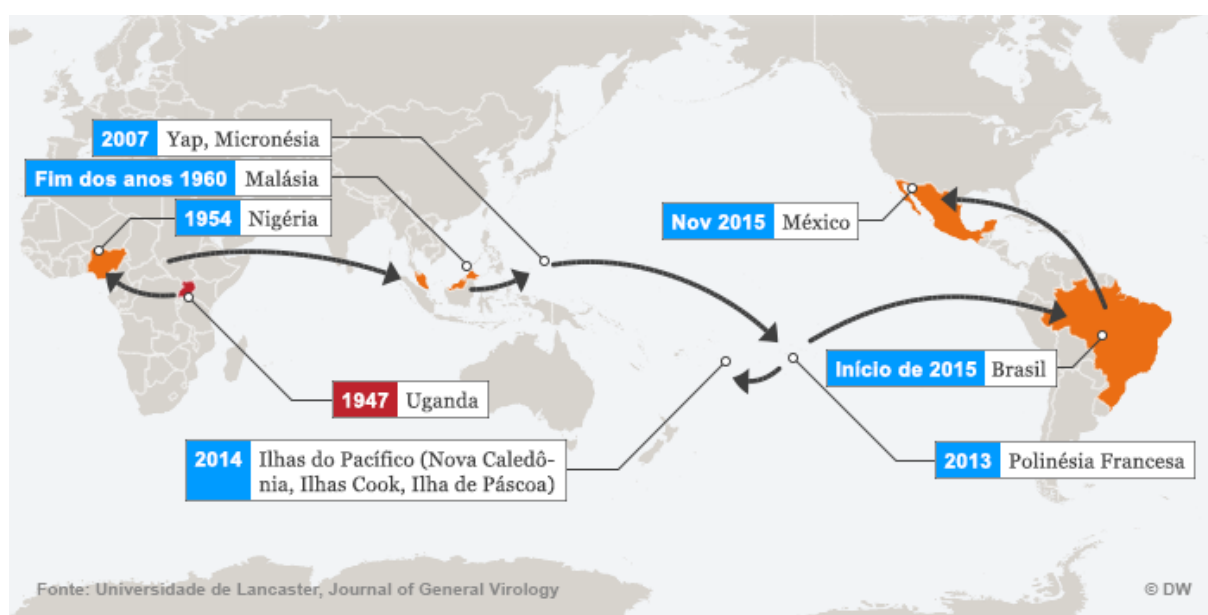 2007 Yap, Micronésia
Fim dos anos 1960 Malásia
1954 Nigéria
Nov 2015 México
Início de 2015 Brasil
1947 Uganda
2014 Ilhas do Pacífico (Nova Caledô-
nia, Ilhas Cook, Ilha de Páscoa)
2013 Polinésia Francesa
Fonte: Universidade de Lancaster, Journal of General Virology
© DW